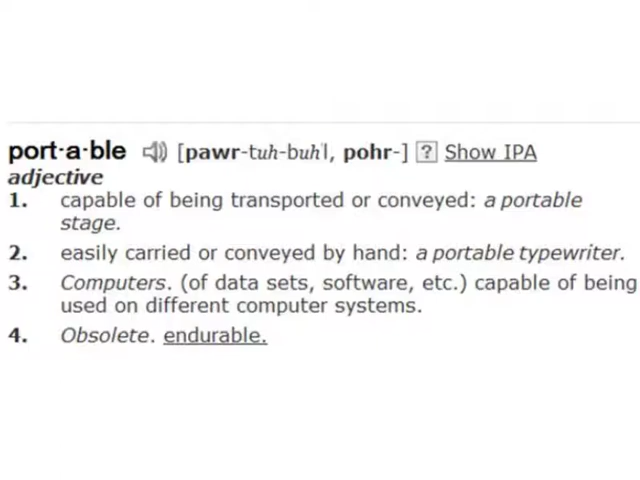 port·a·ble [pawr-tuh-buhl, pohr-] ? Show IPA
adjective
1. capable of being transported or conveyed: a portable
stage.
2. easily carried or conveyed by hand: a portable typewriter.
3. Computers. (of data sets, software, etc.) capable of being
used on different computer systems.
4. Obsolete. endurable.